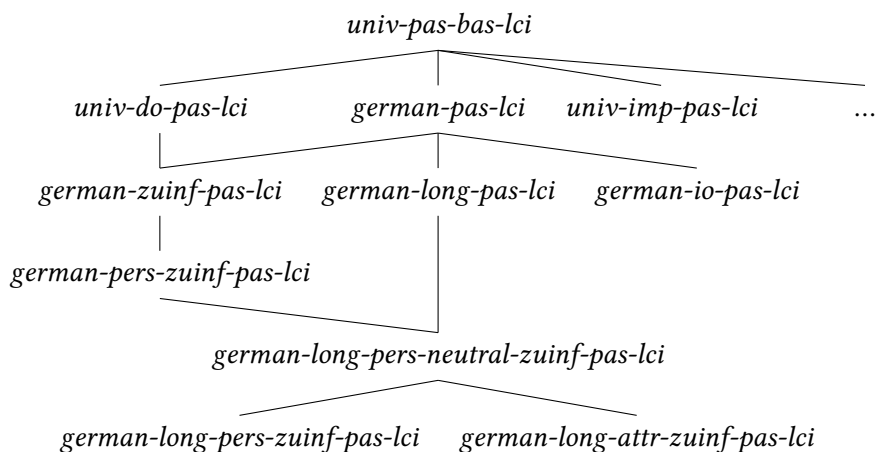 univ-pas-bas-lci
univ-do-pas-lci german-pas-lci univ-imp-pas-lci ...
german-zuinf-pas-lci german-long-pas-lci german-io-pas-lci
german-pers-zuinf-pas-lci
german-long-pers-neutral-zuinf-pas-lci
german-long-pers-zuinf-pas-lci german-long-attr-zuinf-pas-lci